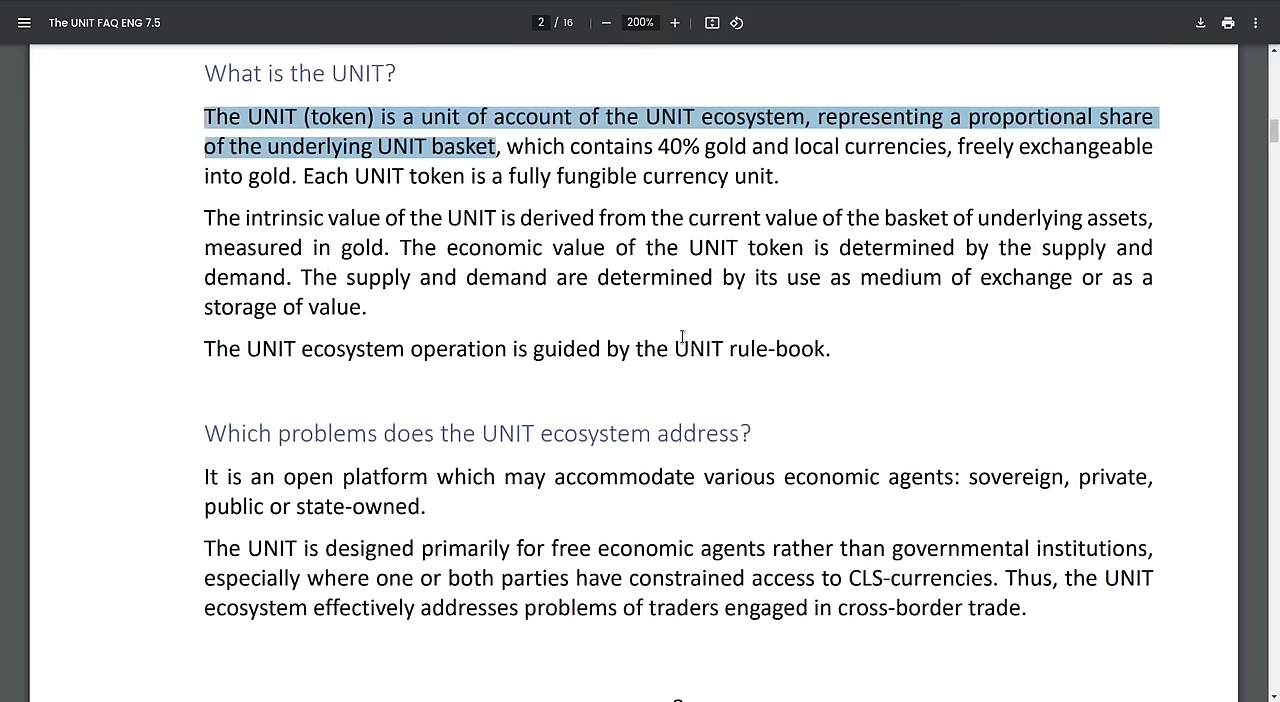 The UNIT FAQ ENG 7.5
2 / 16
200%
What is the UNIT?
The UNIT (token) is a unit of account of the UNIT ecosystem, representing a proportional share
of the underlying UNIT basket, which contains 40% gold and local currencies, freely exchangeable
into gold. Each UNIT token is a fully fungible currency unit.
The intrinsic value of the UNIT is derived from the current value of the basket of underlying assets,
measured in gold. The economic value of the UNIT token is determined by the supply and
demand. The supply and demand are determined by its use as medium of exchange or as a
storage of value.
The UNIT ecosystem operation is guided by the UNIT rule-book.
Which problems does the UNIT ecosystem address?
It is an open platform which may accommodate various economic agents: sovereign, private,
public or state-owned.
The UNIT is designed primarily for free economic agents rather than governmental institutions,
especially where one or both parties have constrained access to CLS-currencies. Thus, the UNIT
ecosystem effectively addresses problems of traders engaged in cross-border trade.